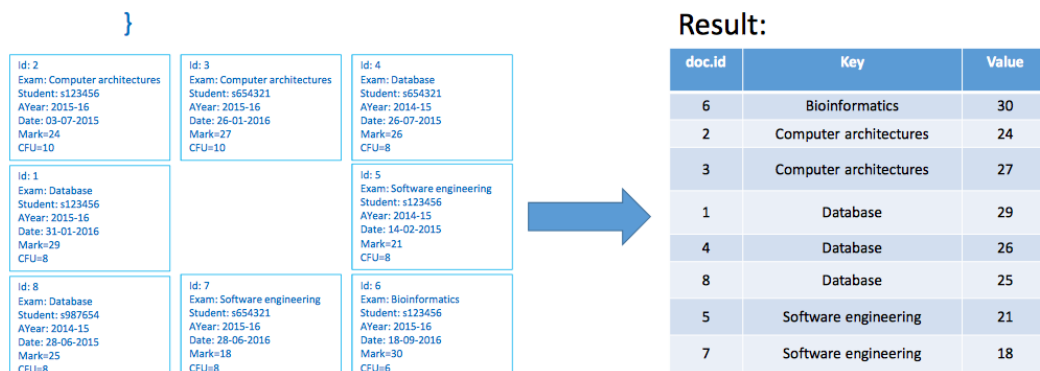 }
Id: 2
Exam: Computer architectures
Student: s123456
AYear: 2015-16
Date: 03-07-2015
Mark=24
CFU=10
Id: 3
Exam: Computer architectures
Student: s654321
AYear: 2015-16
Date: 26-01-2016
Mark=27
CFU=10
Id: 4
Exam: Database
Student: s654321
AYear: 2014-15
Date: 26-07-2015
Mark=26
CFU=8
Id: 1
Exam: Database
Student: s123456
AYear: 2015-16
Date: 31-01-2016
Mark=29
CFU=8
Id: 5
Exam: Software engineering
Student: s123456
AYear: 2014-15
Date: 14-02-2015
Mark=21
CFU=8
Id: 8
Exam: Database
Student: s987654
AYear: 2014-15
Date: 28-06-2015
Mark=25
CFU=8
Id: 7
Exam: Software engineering
Student: s654321
AYear: 2015-16
Date: 28-06-2016
Mark=18
CFU=8
Id: 6
Exam: Bioinformatics
Student: s123456
AYear: 2015-16
Date: 18-09-2016
Mark=30
CFU=6
Result:
doc.id Key Value
6 Bioinformatics 30
2 Computer architectures 24
3 Computer architectures 27
1 Database 29
4 Database 26
8 Database 25
5 Software engineering 21
7 Software engineering 18